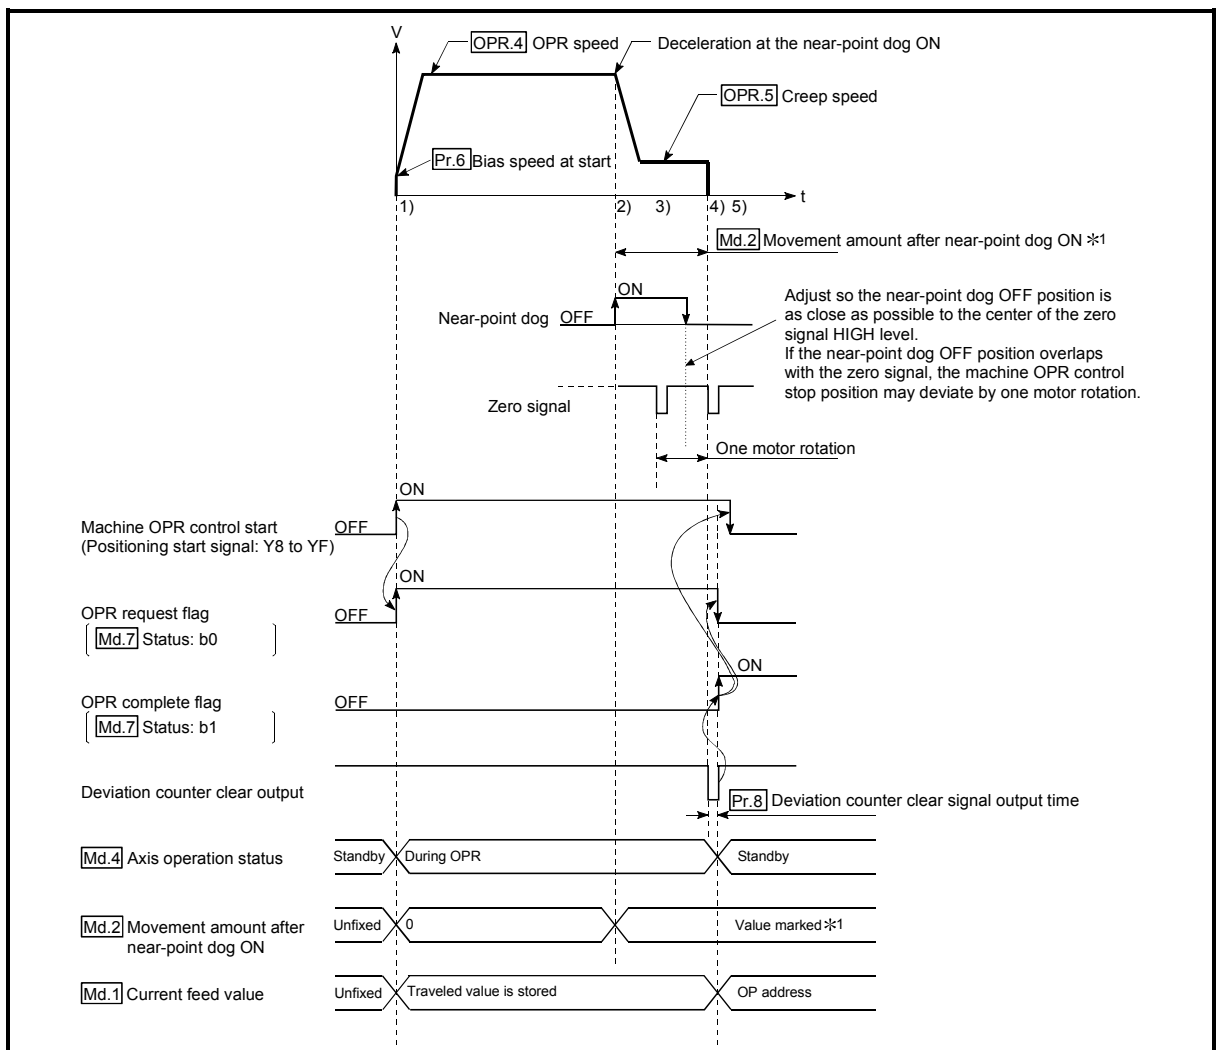 V
OPR.4 OPR speed
Deceleration at the near-point dog ON
OPR.5 Creep speed
Pr.6 Bias speed at start
t
1) 2) 3) 4) 5)
Md.2 Movement amount after near-point dog ON ✻1
ON
Near-point dog OFF
Adjust so the near-point dog OFF position is
as close as possible to the center of the zero
signal HIGH level.
If the near-point dog OFF position overlaps
with the zero signal, the machine OPR control
stop position may deviate by one motor rotation.
Zero signal
One motor rotation
ON
Machine OPR control start OFF
(Positioning start signal: Y8 to YF)
ON
OPR request flag OFF
[ Md.7 Status: b0 ]
ON
OPR complete flag OFF
[ Md.7 Status: b1 ]
Deviation counter clear output
Pr.8 Deviation counter clear signal output time
Md.4 Axis operation status Standby During OPR Standby
Md.2 Movement amount after Unfixed 0 Value marked ✻1
near-point dog ON
Md.1 Current feed value Unfixed Traveled value is stored OP address